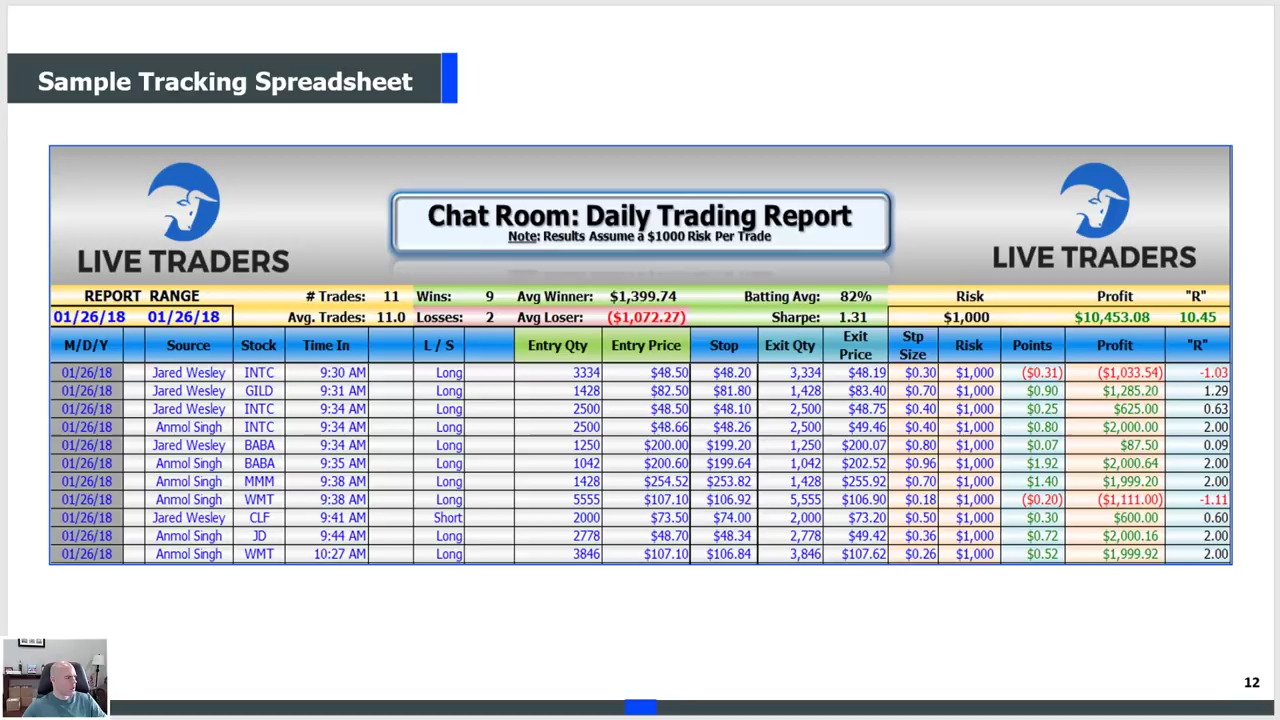 Sample Tracking Spreadsheet
LIVE TRADERS
Chat Room: Daily Trading Report
Note: Results Assume a $1000 Risk Per Trade
LIVE TRADERS
REPORT RANGE # Trades: 11 Wins: 9 Avg Winner: $1,399.74 Batting Avg: 82% Risk Profit "R"
01/26/18 01/26/18 Avg. Trades: 11.0 Losses: 2 Avg Loser: ($1,072.27) Sharpe: 1.31 $1,000 $10,453.08 10.45
M/D/Y Source Stock Time In L / S Entry Qty Entry Price Stop Exit Qty Exit Price Stp Size Risk Points Profit "R"
01/26/18 Jared Wesley INTC 9:30 AM Long 3334 $48.50 $48.20 3,334 $48.19 $0.30 $1,000 ($0.31) ($1,033.54) -1.03
01/26/18 Jared Wesley GILD 9:31 AM Long 1428 $82.50 $81.80 1,428 $83.40 $0.70 $1,000 $0.90 $1,285.20 1.29
01/26/18 Jared Wesley INTC 9:34 AM Long 2500 $48.50 $48.10 2,500 $48.75 $0.40 $1,000 $0.25 $625.00 0.63
01/26/18 Anmol Singh INTC 9:34 AM Long 2500 $48.66 $48.26 2,500 $49.46 $0.40 $1,000 $0.80 $2,000.00 2.00
01/26/18 Jared Wesley BABA 9:34 AM Long 1250 $200.00 $199.20 1,250 $200.07 $0.80 $1,000 $0.07 $87.50 0.09
01/26/18 Anmol Singh BABA 9:35 AM Long 1042 $200.60 $199.64 1,042 $202.52 $0.96 $1,000 $1.92 $2,000.64 2.00
01/26/18 Anmol Singh MMM 9:38 AM Long 1428 $254.52 $253.82 1,428 $255.92 $0.70 $1,000 $1.40 $1,999.20 2.00
01/26/18 Anmol Singh WMT 9:38 AM Long 5555 $107.10 $106.92 5,555 $106.90 $0.18 $1,000 ($0.20) ($1,111.00) -1.11
01/26/18 Jared Wesley CLF 9:41 AM Short 2000 $73.50 $74.00 2,000 $73.20 $0.50 $1,000 $0.30 $600.00 0.60
01/26/18 Anmol Singh JD 9:44 AM Long 2778 $48.70 $48.34 2,778 $49.42 $0.36 $1,000 $0.72 $2,000.16 2.00
01/26/18 Anmol Singh WMT 10:27 AM Long 3846 $107.10 $106.84 3,846 $107.62 $0.26 $1,000 $0.52 $1,999.92 2.00
12